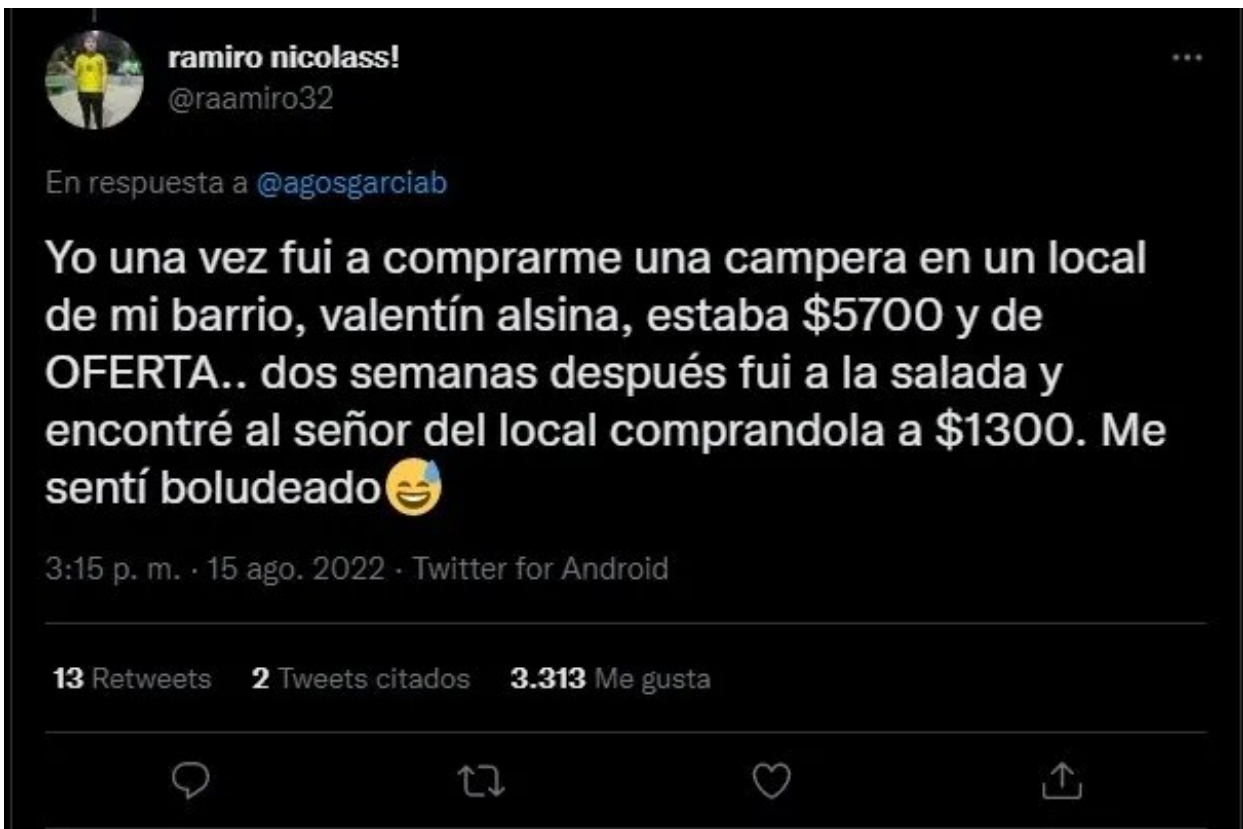 ramiro nicolass!
@raamiro32
En respuesta a @agosgarciab
Yo una vez fui a comprarme una campera en un local
de mi barrio, valentín alsina, estaba $5700 y de
OFERTA.. dos semanas después fui a la salada y
encontré al señor del local comprandola a $1300. Me
sentí boludeado😅
3:15 p. m. · 15 ago. 2022 · Twitter for Android
13 Retweets 2 Tweets citados 3.313 Me gusta